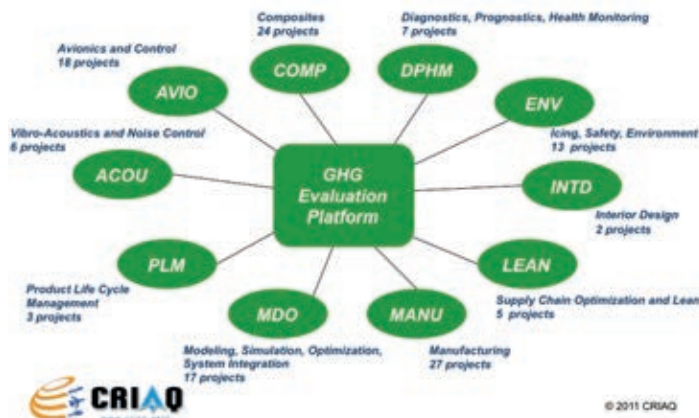 Composites
24 projects
Diagnostics, Prognostics, Health Monitoring
7 projects
Avionics and Control
18 projects
COMP
DPHM
AVIO
ENV
Vibro-Acoustics and Noise Control
6 projects
Icing, Safety, Environment
13 projects
ACOU
GHG
Evaluation
Platform
INTD
Interior Design
2 projects
PLM
LEAN
Product Life Cycle
Management
3 projects
Supply Chain Optimization and Lean
5 projects
MDO
MANU
Modeling, Simulation, Optimization,
System Integration
17 projects
Manufacturing
27 projects
CRIAQ
© 2011 CRIAQ